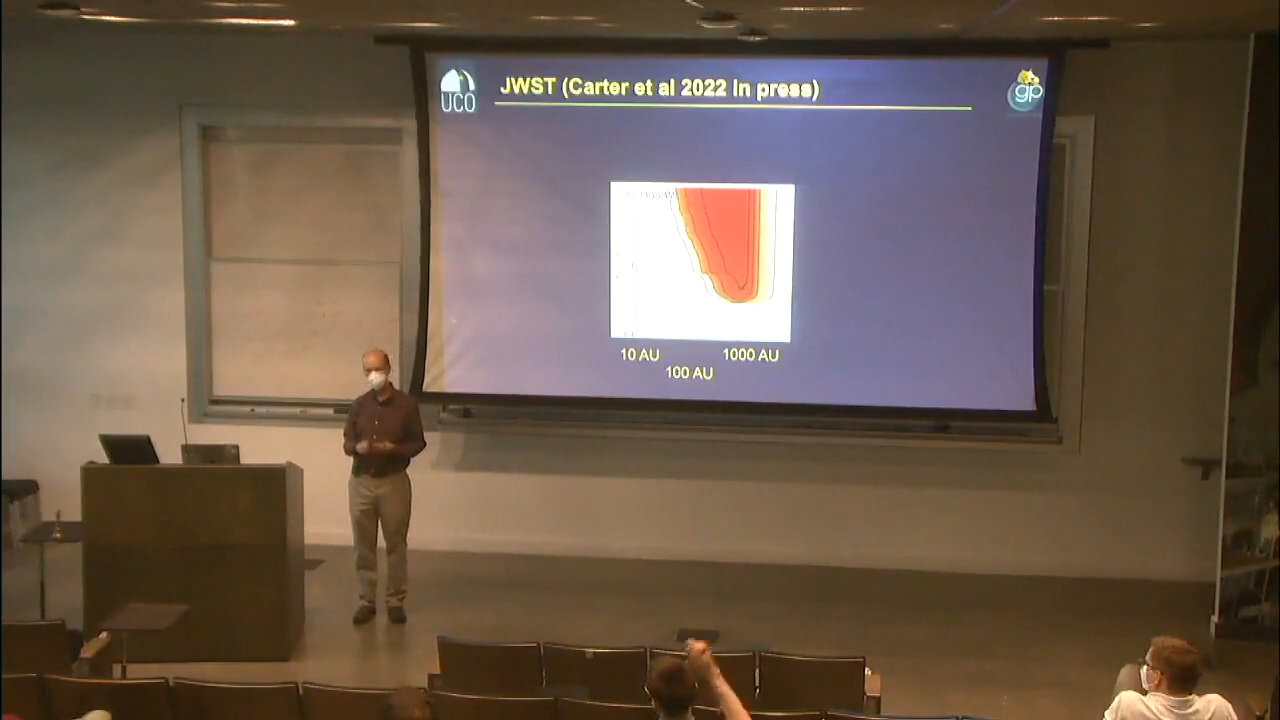 JWST (Carter et al 2022 in press)
UCO
gp
10 AU
1000 AU
100 AU